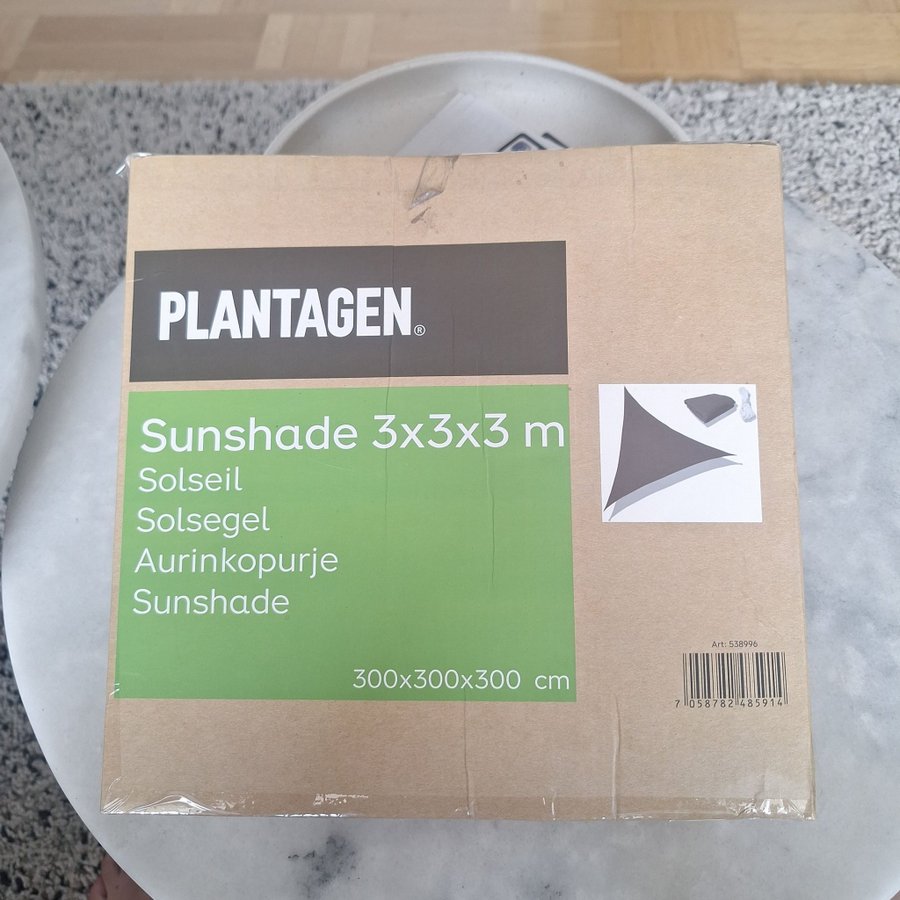 PLANTAGEN®
Sunshade 3x3x3 m
Solseil
Solsegel
Aurinkopurje
Sunshade
300x300x300 cm
Art: 538996
7 058782 485914